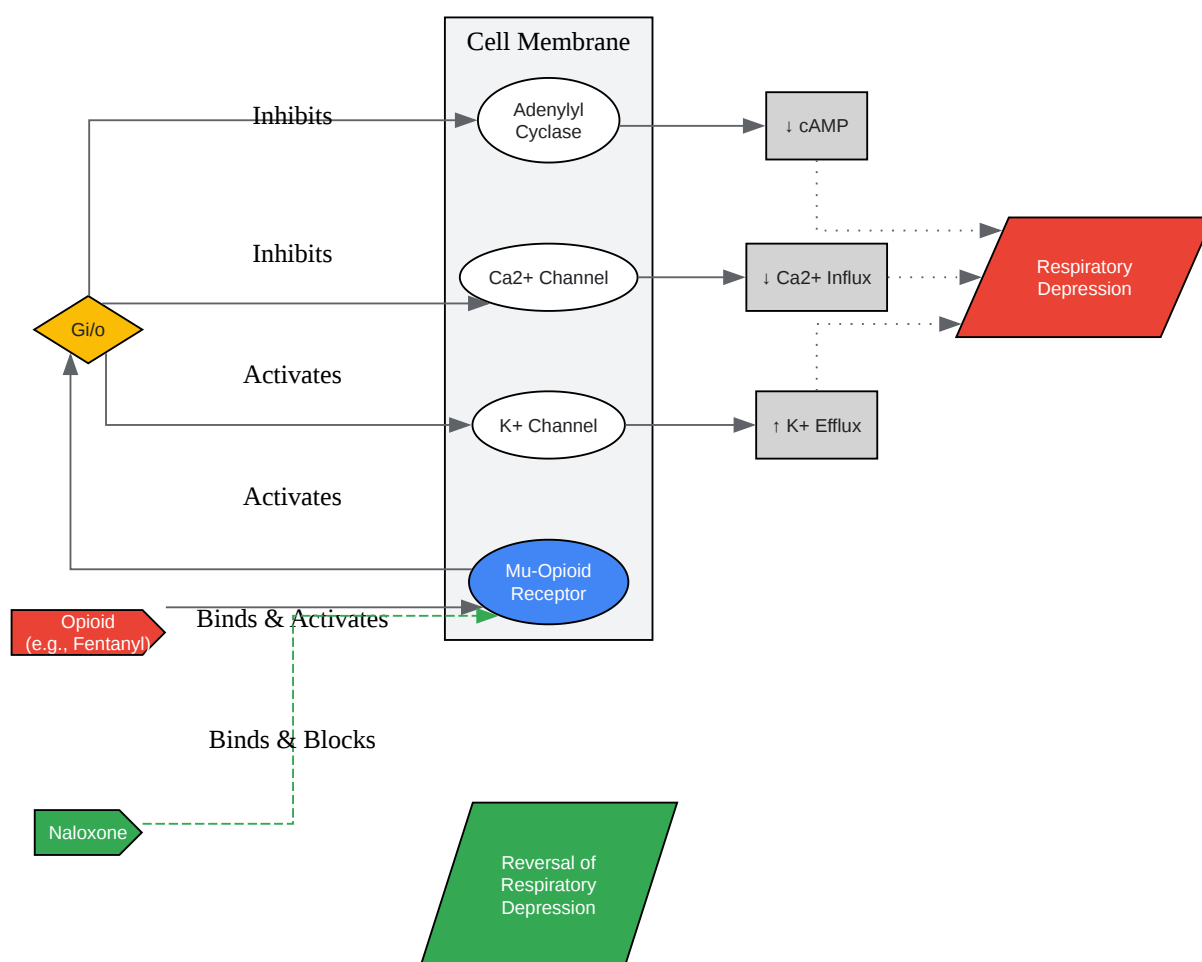 Cell Membrane
Inhibits
Adenylyl
Cyclase
↓ cAMP
Inhibits
Ca2+ Channel
↓ Ca2+ Influx
Respiratory
Depression
Gi/o
Activates
K+ Channel
↑ K+ Efflux
Activates
Mu-Opioid
Receptor
Opioid
(e.g., Fentanyl)
Binds & Activates
Binds & Blocks
Naloxone
Reversal of
Respiratory
Depression